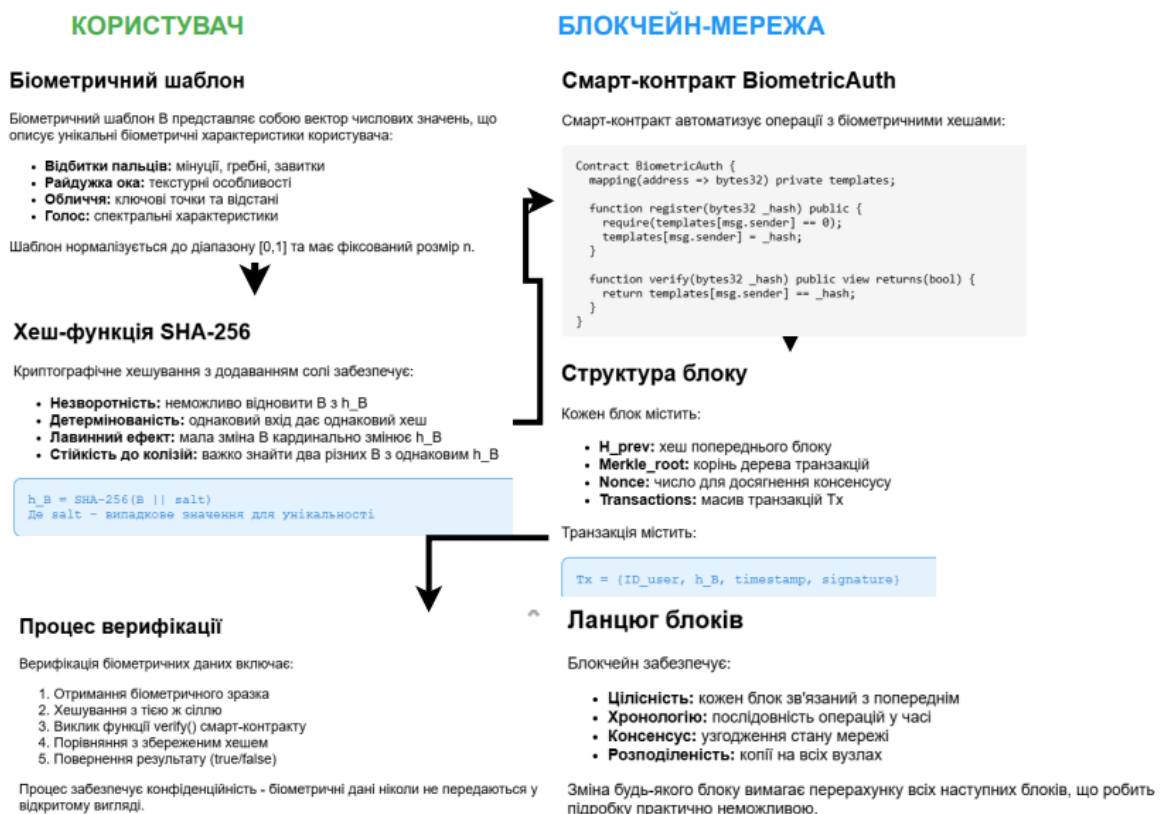 КОРИСТУВАЧ
Біометричний шаблон
Біометричний шаблон B представляє собою вектор числових значень, що
описує унікальні біометричні характеристики користувача:
• Відбитки пальців: мінуції, гребні, завитки
• Райдужка ока: текстурні особливості
• Обличчя: ключові точки та відстані
• Голос: спектральні характеристики
Шаблон нормалізується до діапазону [0,1] та має фіксований розмір n.
Хеш-функція SHA-256
Криптографічне хешування з додаванням солі забезпечує:
• Незворотність: неможливо відновити B з h_B
• Детермінованість: однаковий вхід дає однаковий хеш
• Лавинний ефект: мала зміна B кардинально змінює h_B
• Стійкість до колізій: важко знайти два різних B з однаковим h_B
h_B = SHA-256(B || salt)
Де salt - випадкове значення для унікальності
Процес верифікації
Верифікація біометричних даних включає:
1. Отримання біометричного зразка
2. Хешування з тією ж сіллю
3. Виклик функції verify() смарт-контракту
4. Порівняння з збереженим хешем
5. Повернення результату (true/false)
Процес забезпечує конфіденційність - біометричні дані ніколи не передаються у
відкритому вигляді.
БЛОКЧЕЙН-МЕРЕЖА
Смарт-контракт BiometricAuth
Смарт-контракт автоматизує операції з біометричними хешами:
Contract BiometricAuth {
mapping(address => bytes32) private templates;
function register(bytes32 _hash) public {
require(templates[msg.sender] == 0);
templates[msg.sender] = _hash;
}
function verify(bytes32 _hash) public view returns(bool) {
return templates[msg.sender] == _hash;
}
}
Структура блоку
Кожен блок містить:
• H_prev: хеш попереднього блоку
• Merkle_root: корінь дерева транзакцій
• Nonce: число для досягнення консенсусу
• Transactions: масив транзакцій Tx
Транзакція містить:
Tx = {ID_user, h_B, timestamp, signature}
Ланцюг блоків
Блокчейн забезпечує:
• Цілісність: кожен блок зв'язаний з попереднім
• Хронологію: послідовність операцій у часі
• Консенсус: узгодження стану мережі
• Розподіленість: копії на всіх вузлах
Зміна будь-якого блоку вимагає перерахунку всіх наступних блоків, що робить
підробку практично неможливою.